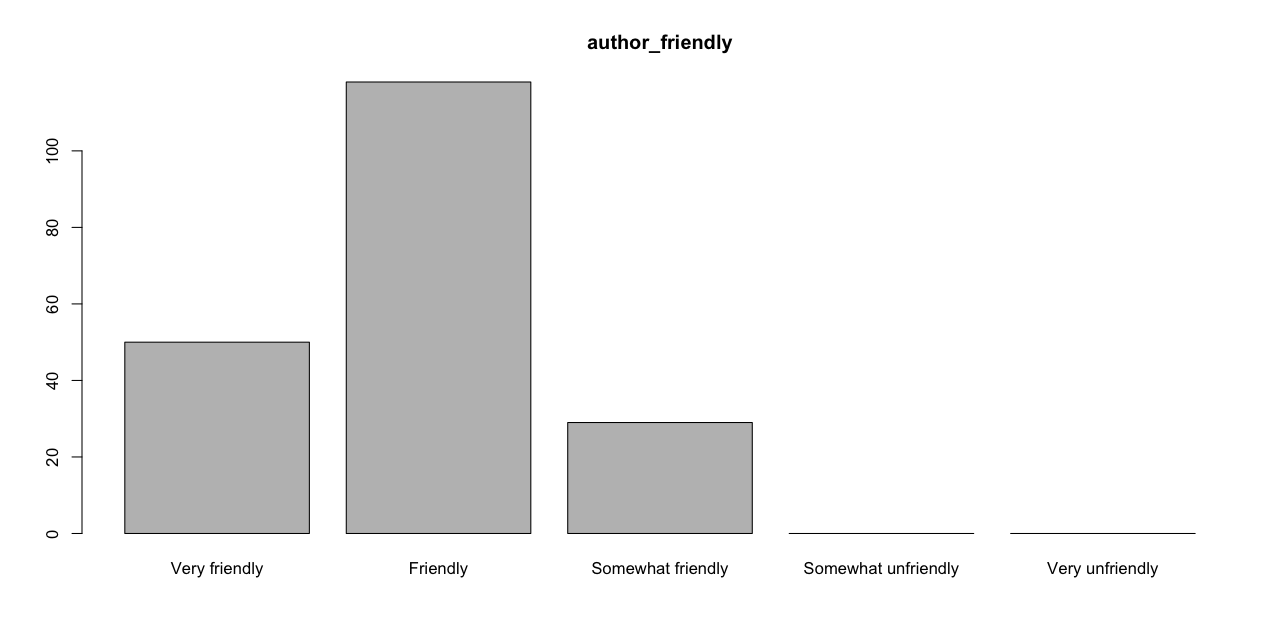 author_friendly
100
80
60
40
20
0
Very friendly
Friendly
Somewhat friendly
Somewhat unfriendly
Very unfriendly